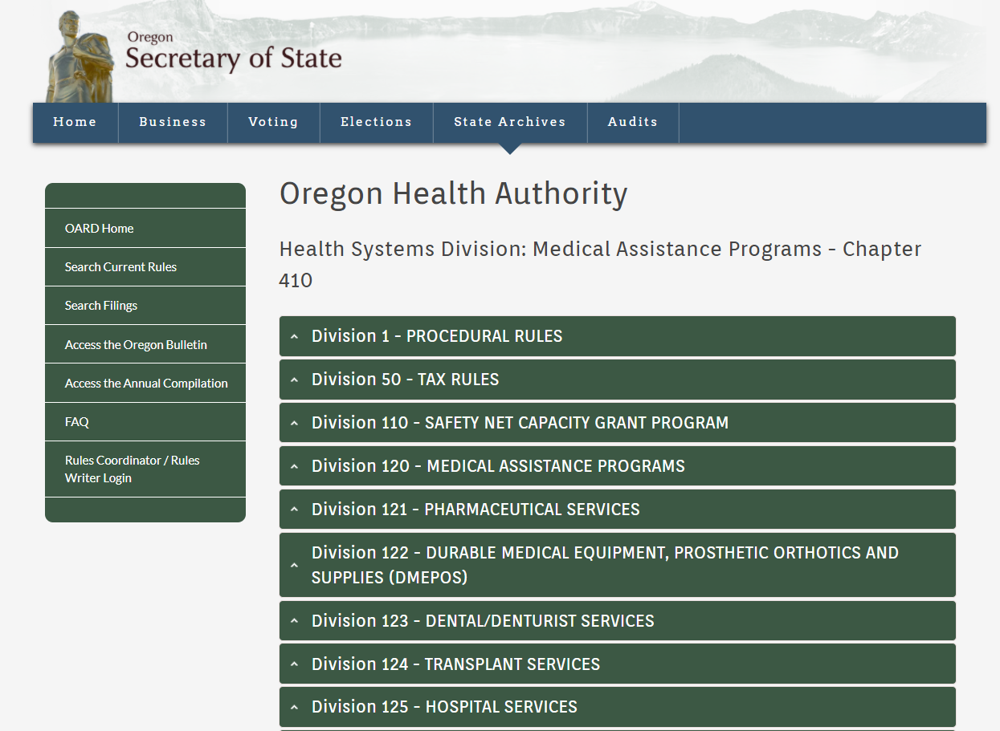 Oregon
Secretary of State
Home
Business
Voting
Elections
State Archives
Audits
OARD Home
Search Current Rules
Search Filings
Access the Oregon Bulletin
Access the Annual Compilation
FAQ
Rules Coordinator / Rules
Writer Login
Oregon Health Authority
Health Systems Division: Medical Assistance Programs - Chapter
410
Division 1 - PROCEDURAL RULES
Division 50 - TAX RULES
Division 110 - SAFETY NET CAPACITY GRANT PROGRAM
Division 120 - MEDICAL ASSISTANCE PROGRAMS
Division 121 - PHARMACEUTICAL SERVICES
Division 122 - DURABLE MEDICAL EQUIPMENT, PROSTHETIC ORTHOTICS AND
SUPPLIES (DMEPOS)
Division 123 - DENTAL/DENTURIST SERVICES
Division 124 - TRANSPLANT SERVICES
Division 125 - HOSPITAL SERVICES